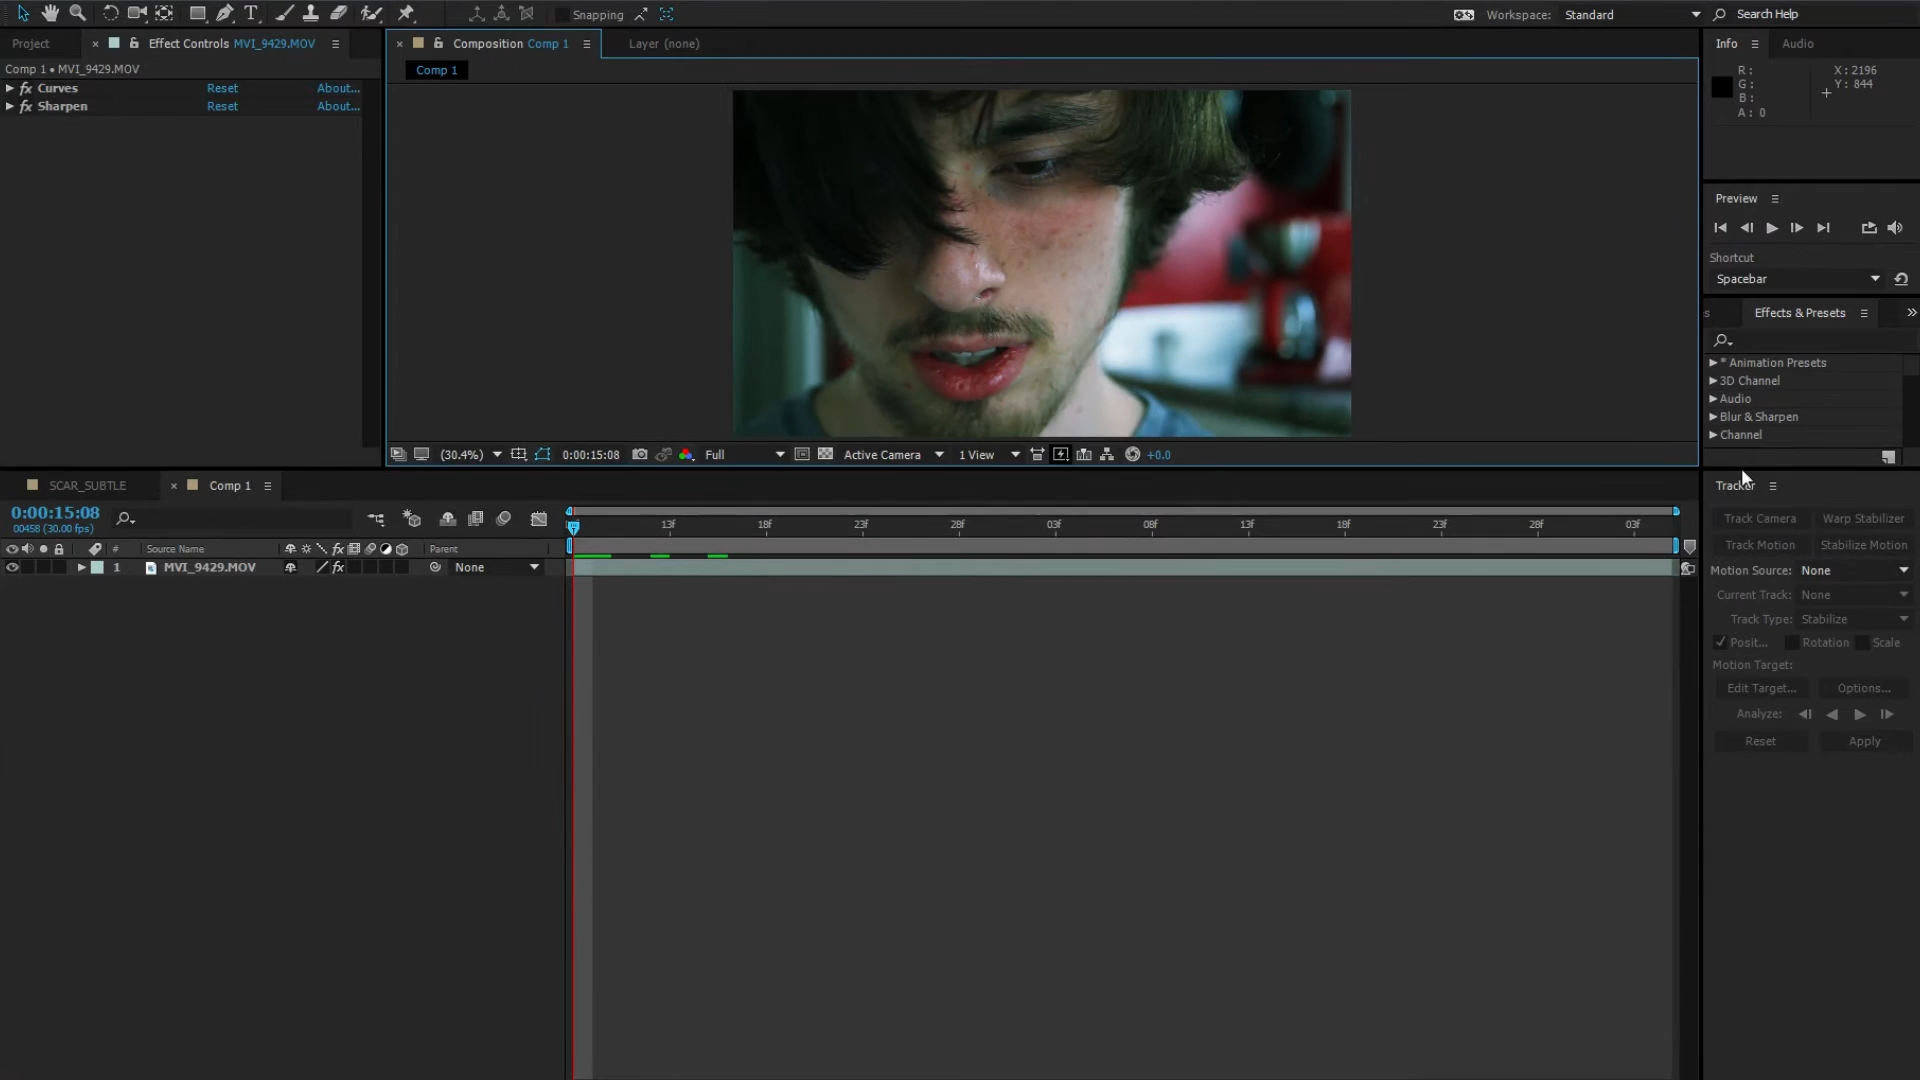 Snapping
Workspace: Standard
Search Help
Project
Effect Controls MVI_9429.MOV
Composition Comp 1
Layer (none)
Info
Audio
Comp 1 • MVI_9429.MOV
Comp 1
R:
G:
B:
A: 0
X: 2196
Y: 844
fx Curves Reset About...
fx Sharpen Reset About...
Preview
Shortcut
Spacebar
Effects & Presets
* Animation Presets
3D Channel
Audio
Blur & Sharpen
Channel
(30.4%) 0:00:15:08 Full Active Camera 1 View +0.0
SCAR_SUBTLE
Comp 1
Tracker
0:00:15:08
00458 (30.00 fps)
13f 18f 23f 28f 03f 08f 13f 18f 23f 28f 03f
# Source Name fx Parent
1 MVI_9429.MOV fx None
Track Camera Warp Stabilizer
Track Motion Stabilize Motion
Motion Source: None
Current Track: None
Track Type: Stabilize
Posit... Rotation Scale
Motion Target:
Edit Target... Options...
Analyze:
Reset Apply